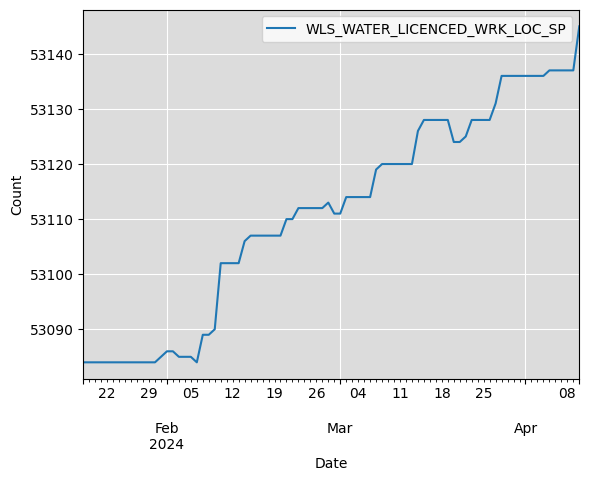 WLS_WATER_LICENCED_WRK_LOC_SP
53140
53130
53120
53110
53100
53090
Count
22 29 05 12 19 26 04 11 18 25 08
Feb Mar Apr
2024
Date